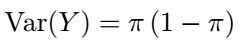 Var(Y) = π (1 − π)